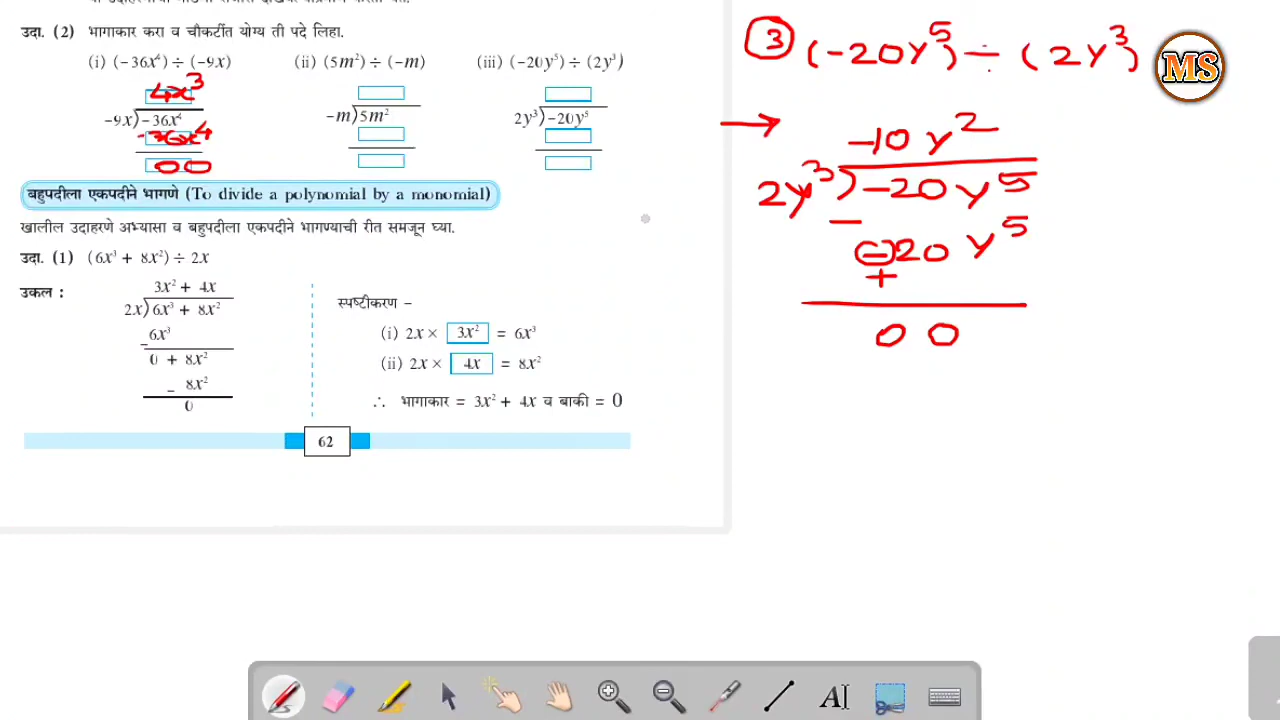 उदा. (2) भागाकार करा व चौकटींत योग्य ती पदे लिहा.
(i) (−36x⁴) ÷ (−9x) (ii) (5m²) ÷ (−m) (iii) (−20y⁵) ÷ (2y³)
4x³
-9x) −36x⁴
-36x⁴
00
−m) 5m²
2y³) −20y⁵
बहुपदीला एकपदीने भागणे (To divide a polynomial by a monomial)
खालील उदाहरणे अभ्यासा व बहुपदीला एकपदीने भागण्याची रीत समजून घ्या.
उदा. (1) (6x³ + 8x²) ÷ 2x
उकल :
3x² + 4x
2x) 6x³ + 8x²
− 6x³
0 + 8x²
− 8x²
0
स्पष्टीकरण −
(i) 2x × 3x² = 6x³
(ii) 2x × 4x = 8x²
∴ भागाकार = 3x² + 4x व बाकी = 0
62
③ (-20y⁵) ÷ (2y³)
→
-10y²
2y³) -20y⁵
−
(-)20y⁵
+
0 0
MS
A